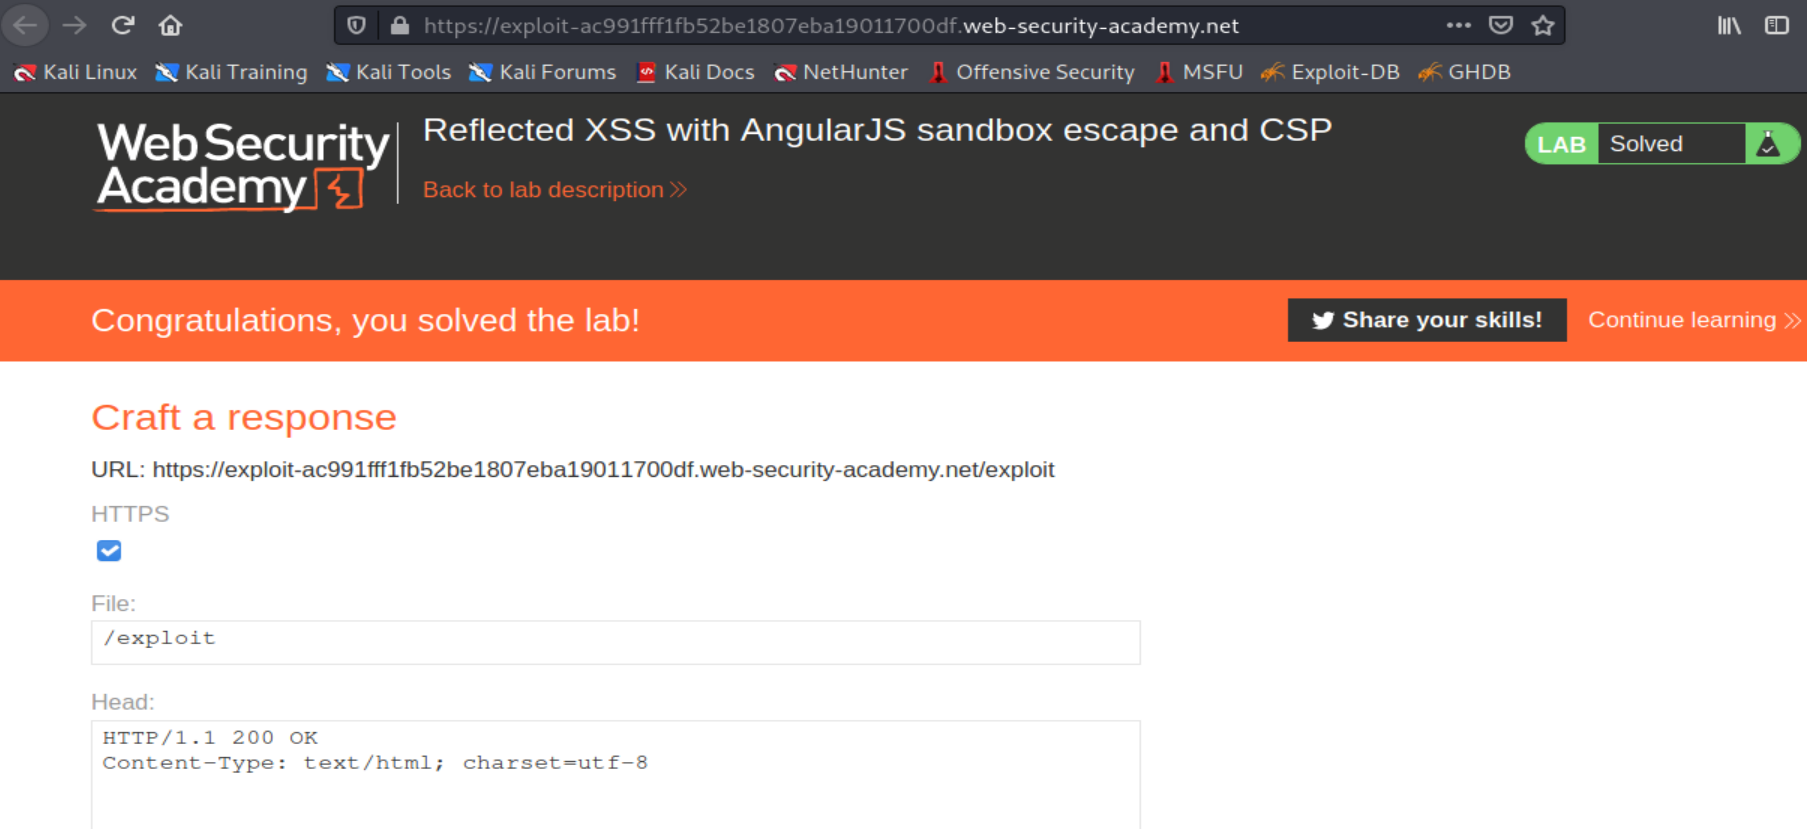 https://exploit-ac991fff1fb52be1807eba19011700df.web-security-academy.net
Kali Linux Kali Training Kali Tools Kali Forums Kali Docs NetHunter Offensive Security MSFU Exploit-DB GHDB
Web Security
Academy
Reflected XSS with AngularJS sandbox escape and CSP
Back to lab description
LAB Solved
Congratulations, you solved the lab!
Share your skills!
Continue learning
Craft a response
URL: https://exploit-ac991fff1fb52be1807eba19011700df.web-security-academy.net/exploit
HTTPS
File:
/exploit
Head:
HTTP/1.1 200 OK
Content-Type: text/html; charset=utf-8